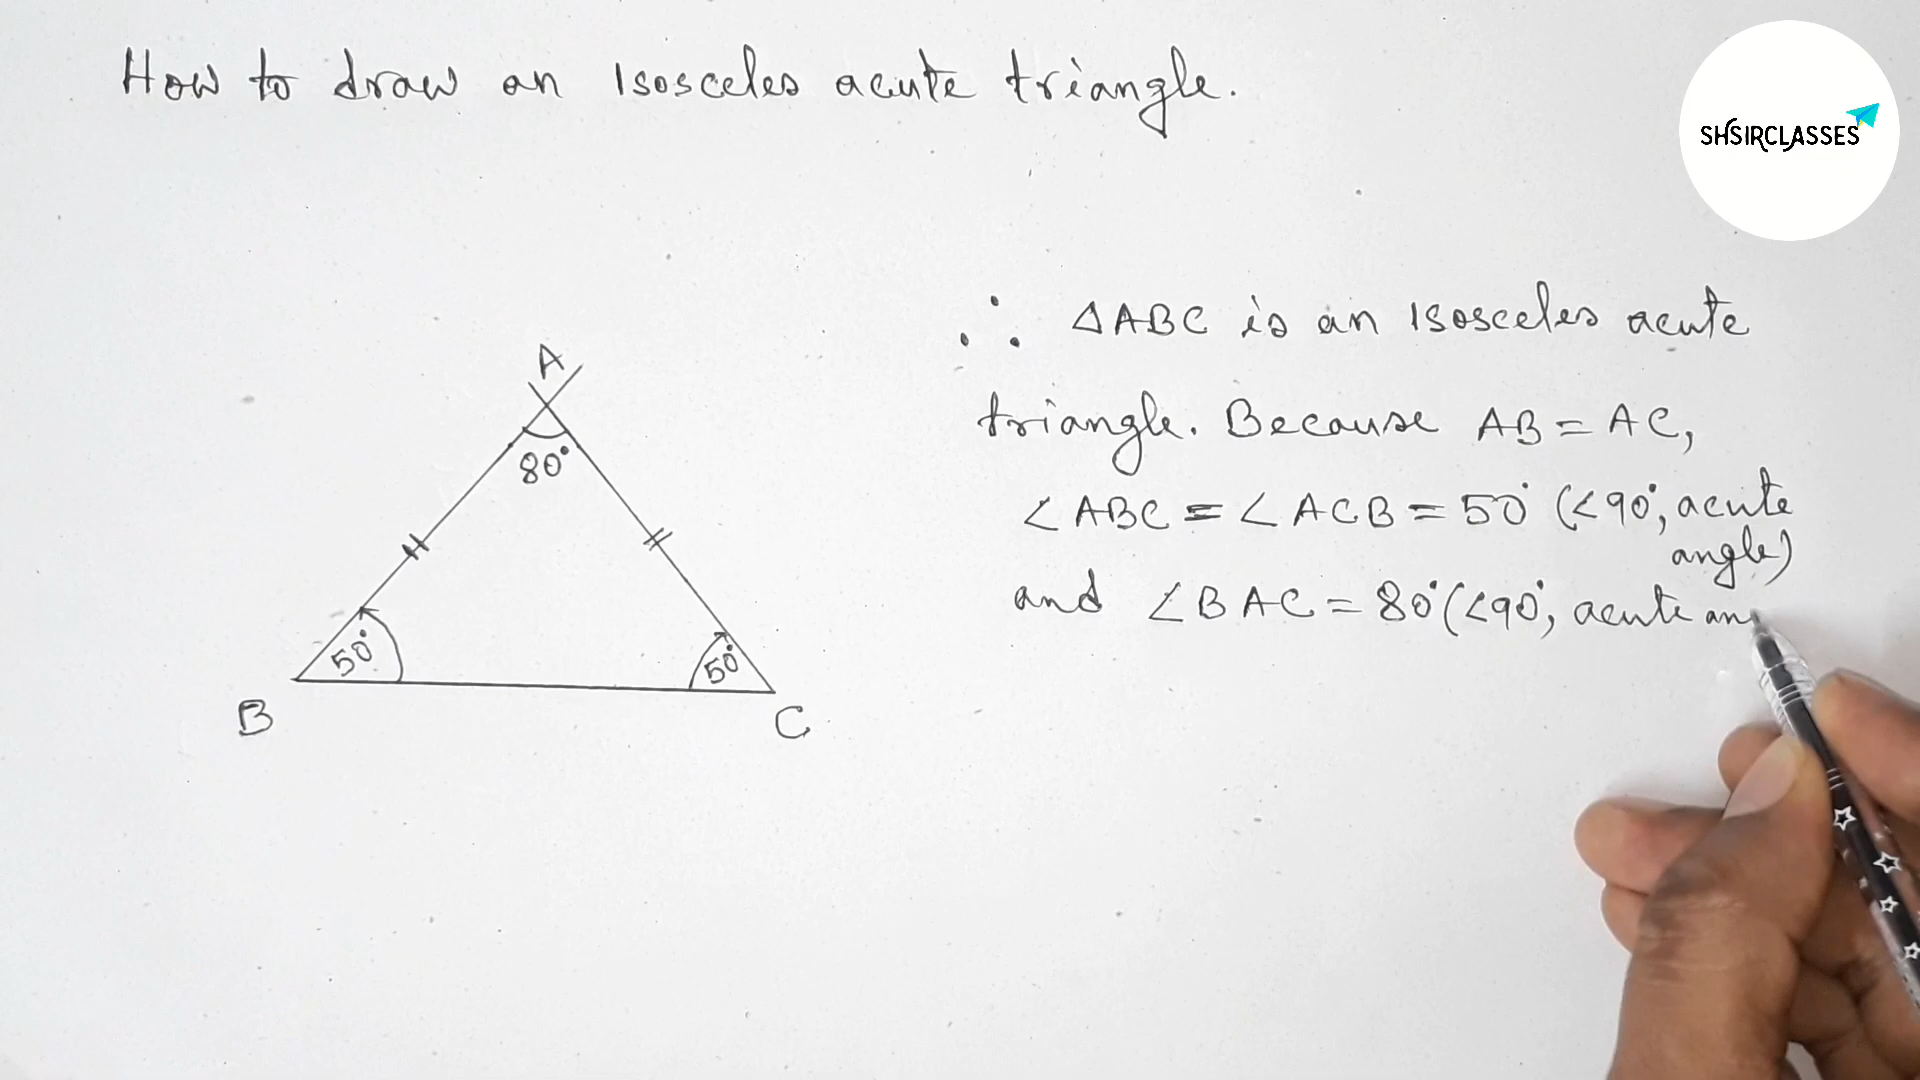 How to draw an Isosceles acute triangle.
SHSIRCLASSES
∴ △ABC is an Isosceles acute
triangle. Because AB = AC,
∠ABC = ∠ACB = 50° (<90°, acute
angle)
and ∠BAC = 80° (<90°, acute an
A
80°
50°
50°
B
C